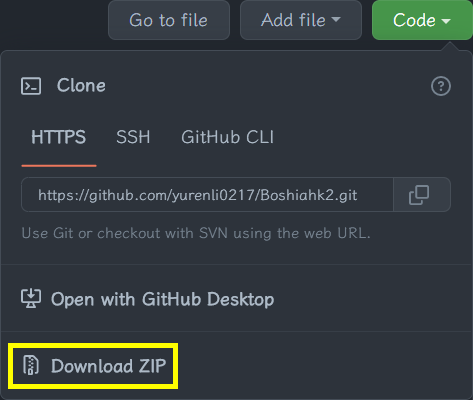 Go to file Add file Code
Clone
HTTPS SSH GitHub CLI
https://github.com/yurenli0217/Boshiahk2.git
Use Git or checkout with SVN using the web URL.
Open with GitHub Desktop
Download ZIP